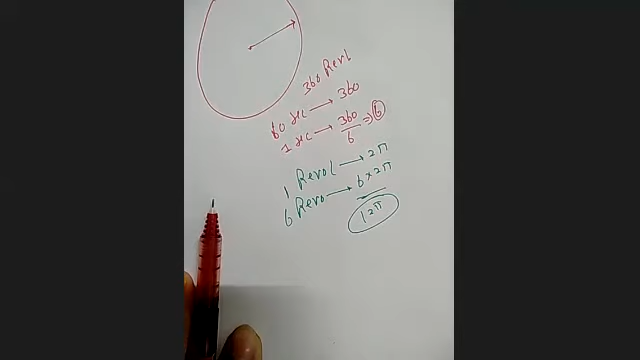 360 Revl
60 sec → 360
1 sec → 360/6 ⇒ 6
1 Revol → 2π
6 Revo → 6 × 2π
12π